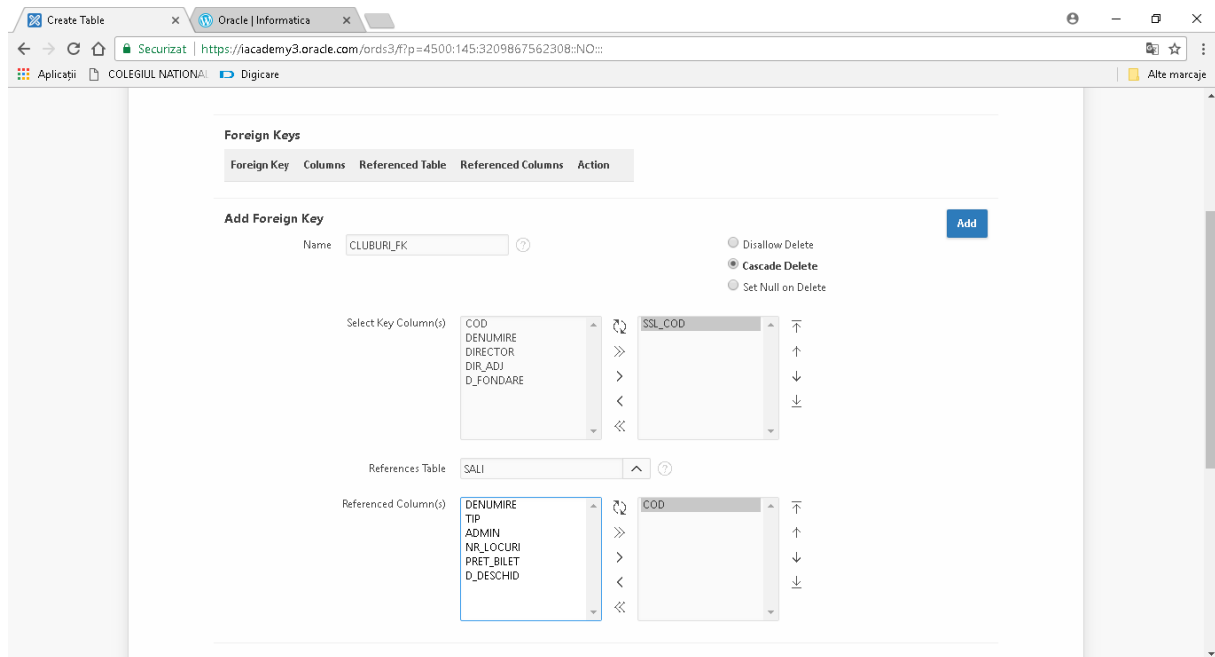 Create Table
Oracle | Informatica
Securizat
https://iacademy3.oracle.com/ords3/f?p=4500:145:3209867562308::NO:::
Aplicații
COLEGIUL NATIONAL
Digicare
Alte marcaje
Foreign Keys
Foreign Key Columns Referenced Table Referenced Columns Action
Add Foreign Key
Add
Name CLUBURI_FK ?
Disallow Delete
Cascade Delete
Set Null on Delete
Select Key Column(s)
COD
DENUMIRE
DIRECTOR
DIR_ADJ
D_FONDARE
SSL_COD
References Table SALI ?
Referenced Column(s)
DENUMIRE
TIP
ADMIN
NR_LOCURI
PRET_BILET
D_DESCHID
COD